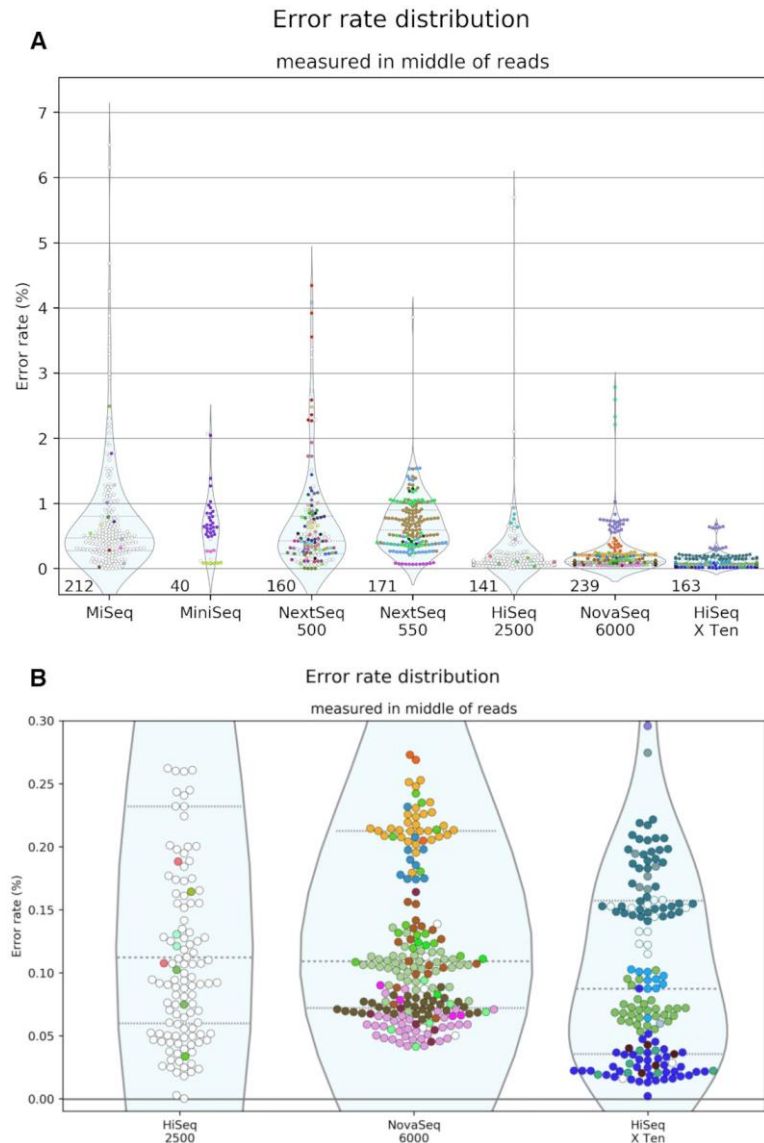 Error rate distribution
A
measured in middle of reads
7
6
5
4
3
2
1
0
Error rate (%)
212
40
160
171
141
239
163
MiSeq
MiniSeq
NextSeq
500
NextSeq
550
HiSeq
2500
NovaSeq
6000
HiSeq
X Ten
B
Error rate distribution
measured in middle of reads
0.30
0.25
0.20
0.15
0.10
0.05
0.00
Error rate (%)
HiSeq
2500
NovaSeq
6000
HiSeq
X Ten